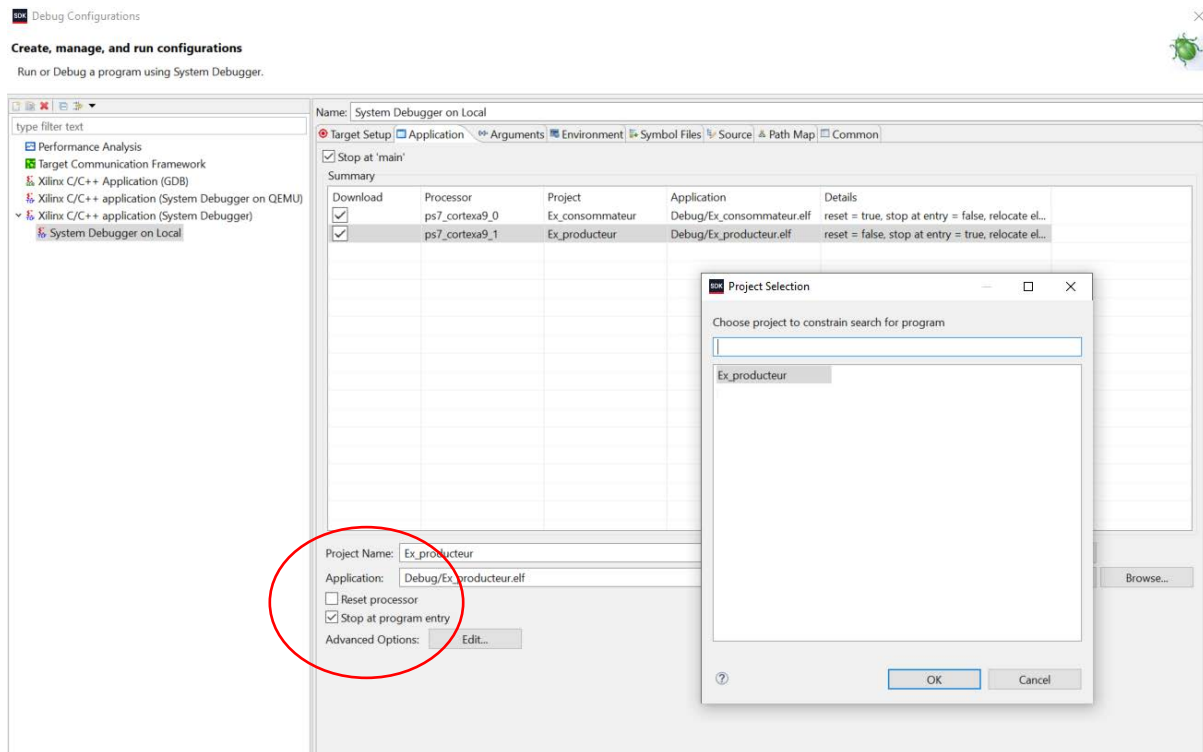 SDK Debug Configurations
Create, manage, and run configurations
Run or Debug a program using System Debugger.
type filter text
Performance Analysis
Target Communication Framework
Xilinx C/C++ Application (GDB)
Xilinx C/C++ application (System Debugger on QEMU)
Xilinx C/C++ application (System Debugger)
System Debugger on Local
Name: System Debugger on Local
Target Setup Application Arguments Environment Symbol Files Source Path Map Common
Stop at 'main'
Summary
Download Processor Project Application Details
ps7_cortexa9_0 Ex_consommateur Debug/Ex_consommateur.elf reset = true, stop at entry = false, relocate el...
ps7_cortexa9_1 Ex_producteur Debug/Ex_producteur.elf reset = false, stop at entry = true, relocate el...
Project Name: Ex_producteur
Application: Debug/Ex_producteur.elf Browse...
Reset processor
Stop at program entry
Advanced Options: Edit...
SDK Project Selection
Choose project to constrain search for program
Ex_producteur
? OK Cancel